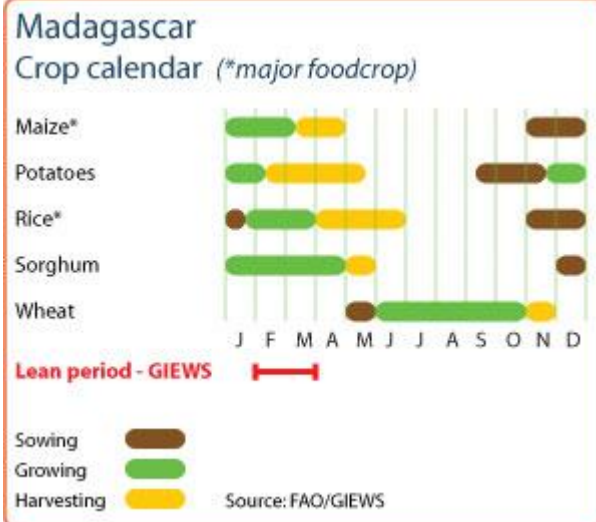 Madagascar
Crop calendar (*major foodcrop)
Maize*
Potatoes
Rice*
Sorghum
Wheat
J F M A M J J A S O N D
Lean period - GIEWS
Sowing
Growing
Harvesting
Source: FAO/GIEWS